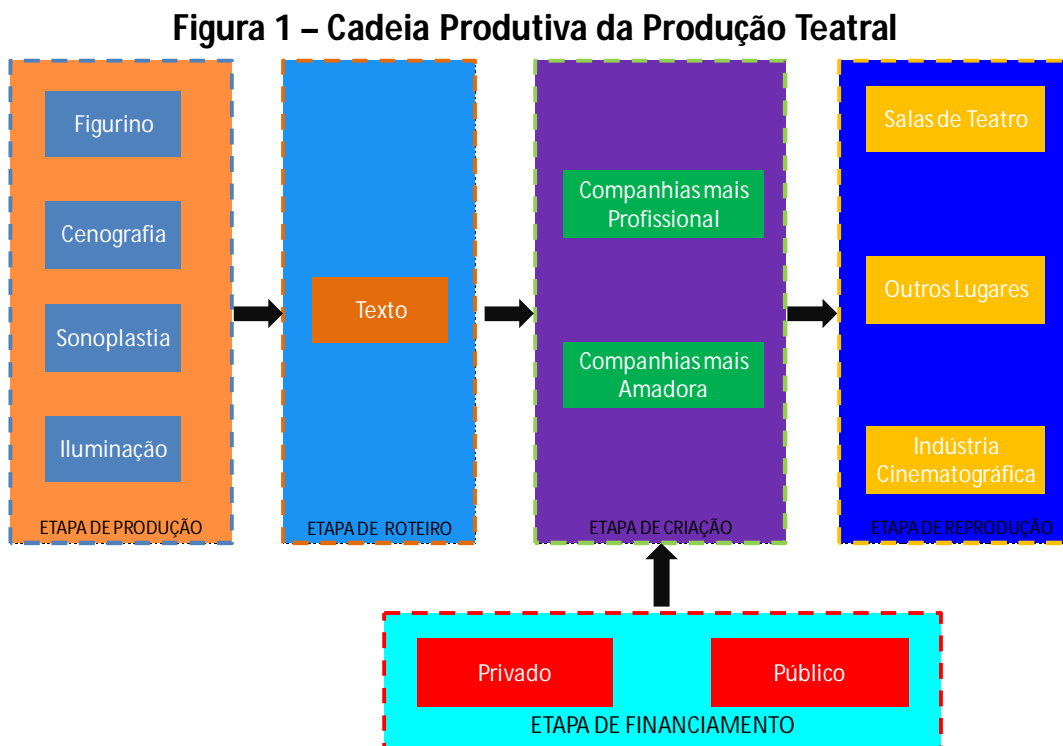 Figura 1 – Cadeia Produtiva da Produção Teatral
Figurino
Cenografia
Sonoplastia
Iluminação
ETAPA DE PRODUÇÃO
Texto
ETAPA DE ROTEIRO
Companhias mais
Profissional
Companhias mais
Amadora
ETAPA DE CRIAÇÃO
Salas de Teatro
Outros Lugares
Indústria
Cinematográfica
ETAPA DE REPRODUÇÃO
Privado
Público
ETAPA DE FINANCIAMENTO